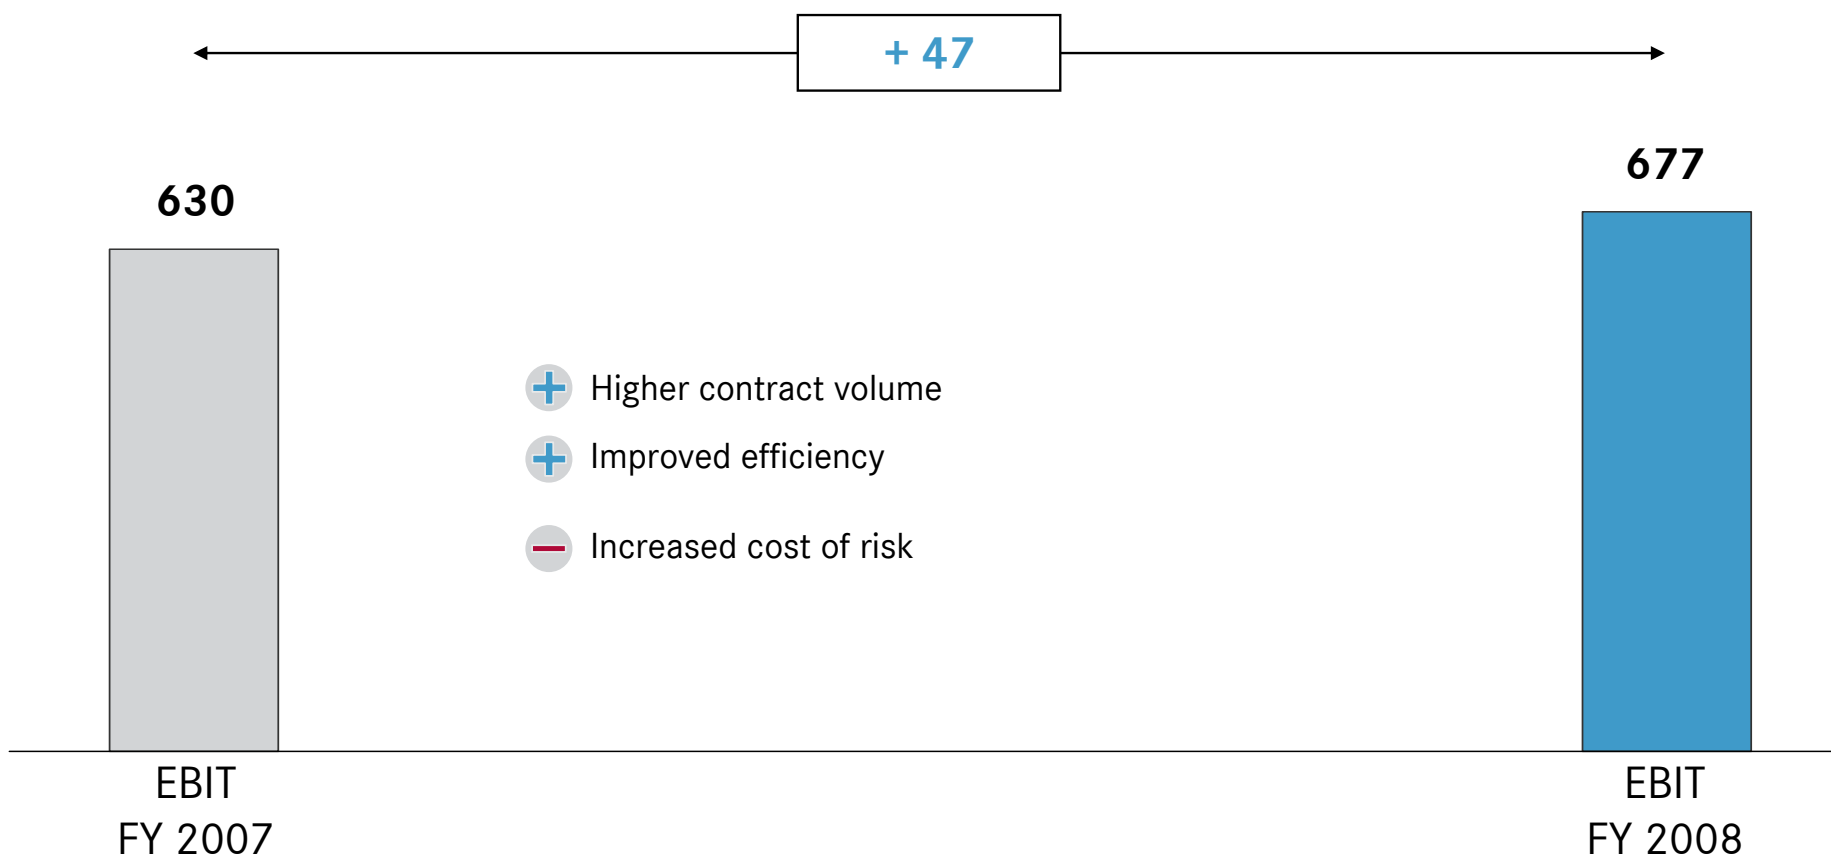 + 47
630
677
Higher contract volume
Improved efficiency
Increased cost of risk
EBIT
FY 2007
EBIT
FY 2008